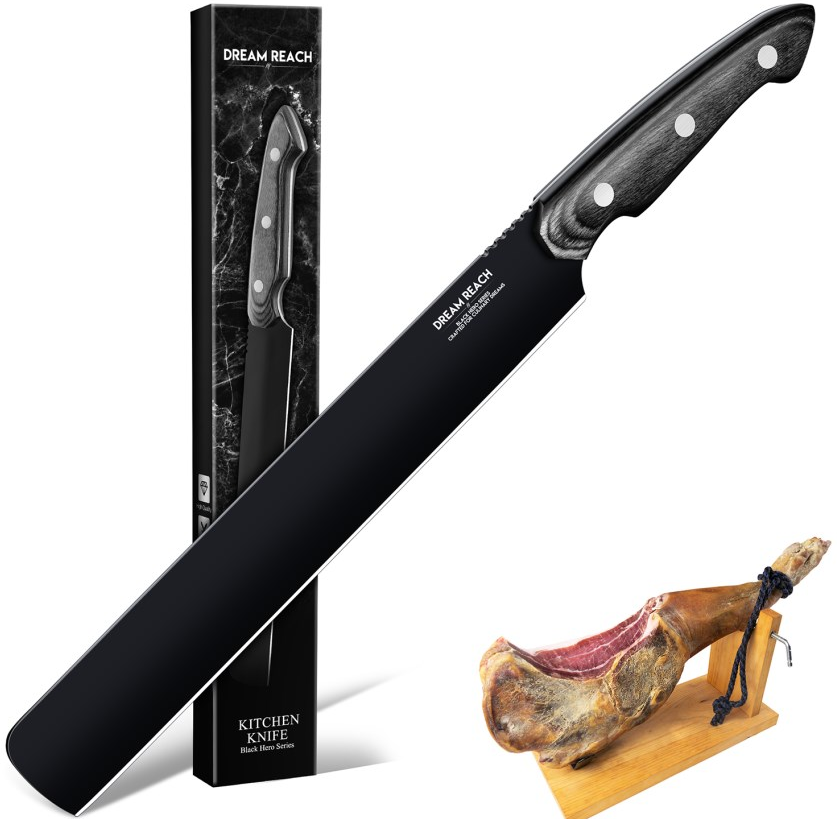 DREAM REACH
KITCHEN
KNIFE
Black Hero Series
DREAM REACH
BLACK HERO SERIES
CRAFTED FOR CULINARY DREAMS